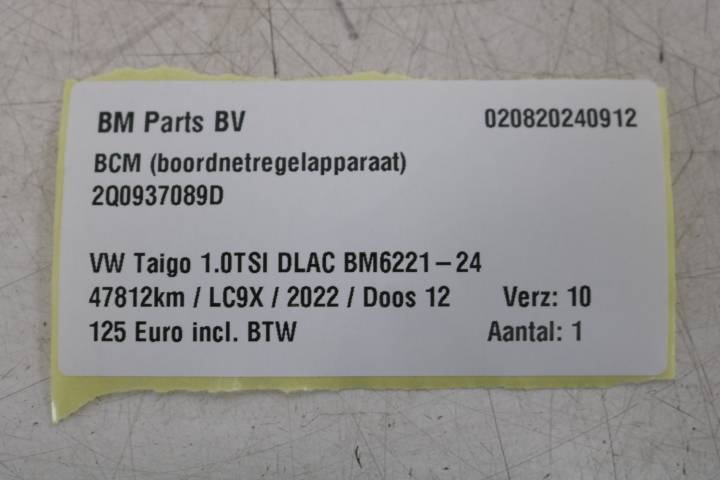 BM Parts BV 020820240912
BCM (boordnetregelapparaat)
2Q0937089D
VW Taigo 1.0TSI DLAC BM6221-24
47812km / LC9X / 2022 / Doos 12 Verz: 10
125 Euro incl. BTW Aantal: 1